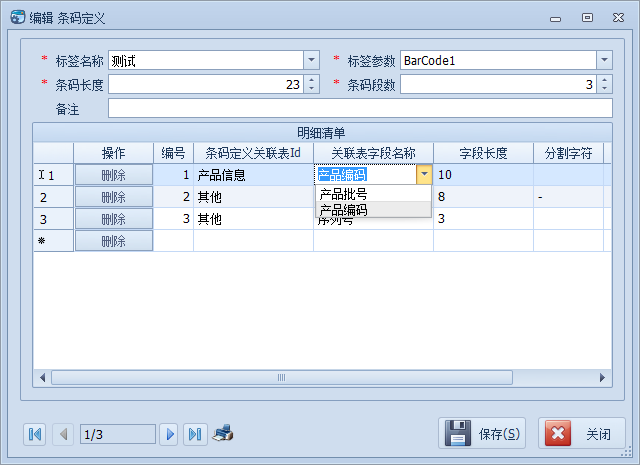 编辑 条码定义
* 标签名称 测试 * 标签参数 BarCode1
* 条码长度 23 * 条码段数 3
备注
明细清单
操作 编号 条码定义关联表Id 关联表字段名称 字段长度 分割字符
1 删除 1 产品信息 产品编码 10
产品批号
产品编码
2 删除 2 其他 8 -
3 删除 3 其他 序列号 3
* 删除
1/3 保存(S) 关闭